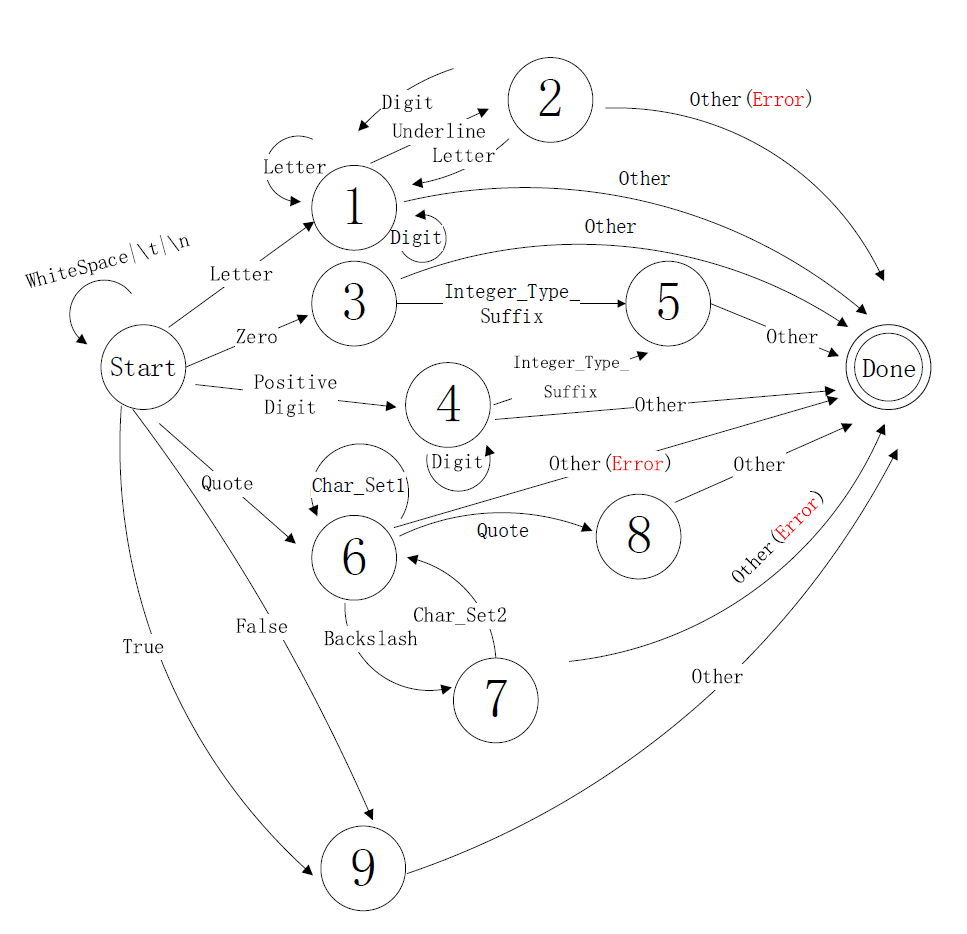 2
Other(Error)
Digit
Underline
Letter
Letter
1
Other
Digit
Other
WhiteSpace|\t|\n
Letter
3
Integer_Type_
Suffix
5
Zero
Other
Start
Done
Positive
Digit
Integer_Type_
Suffix
4
Other
Digit
Other(Error)
Other
Quote
Char_Set1
Quote
8
6
Other(Error)
Char_Set2
False
Backslash
True
Other
7
9